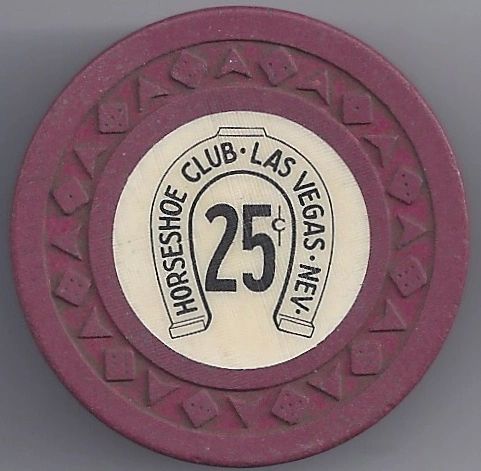 HORSESHOE CLUB · LAS VEGAS · NEV.
25¢